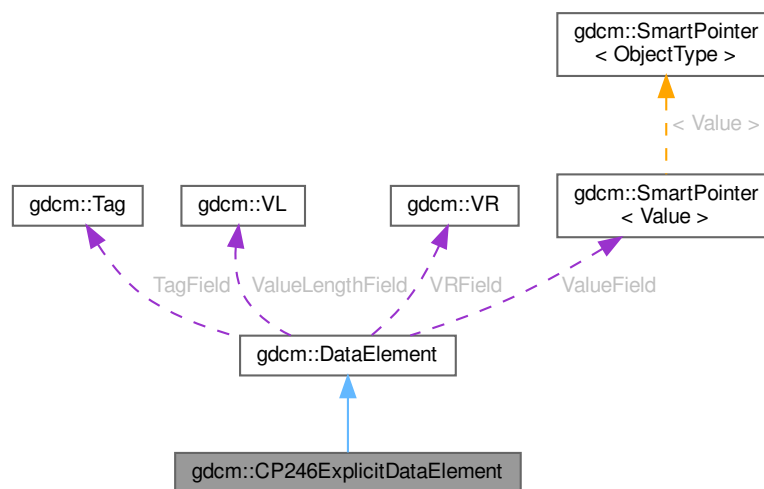 gdcm::SmartPointer
< ObjectType >
< Value >
gdcm::Tag
gdcm::VL
gdcm::VR
gdcm::SmartPointer
< Value >
TagField
ValueLengthField
VRField
ValueField
gdcm::DataElement
gdcm::CP246ExplicitDataElement